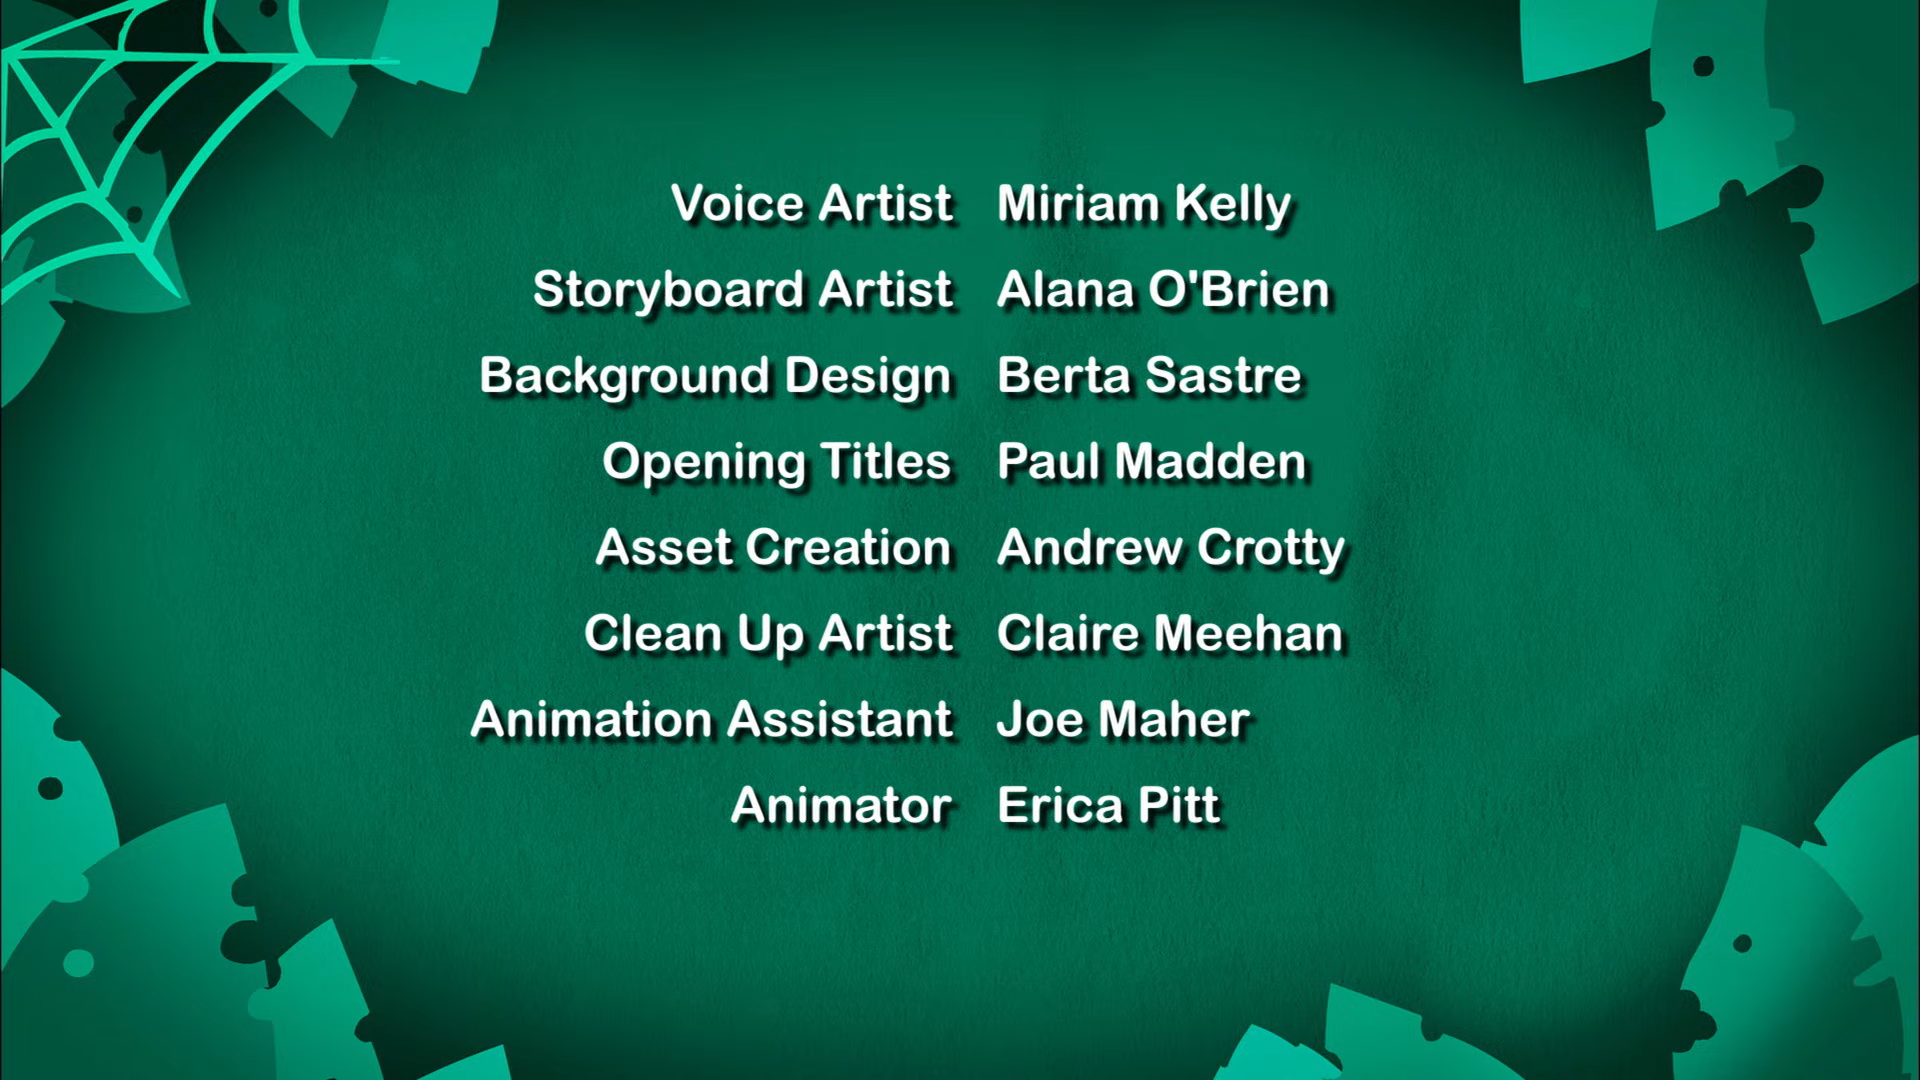 Voice Artist Miriam Kelly
Storyboard Artist Alana O'Brien
Background Design Berta Sastre
Opening Titles Paul Madden
Asset Creation Andrew Crotty
Clean Up Artist Claire Meehan
Animation Assistant Joe Maher
Animator Erica Pitt